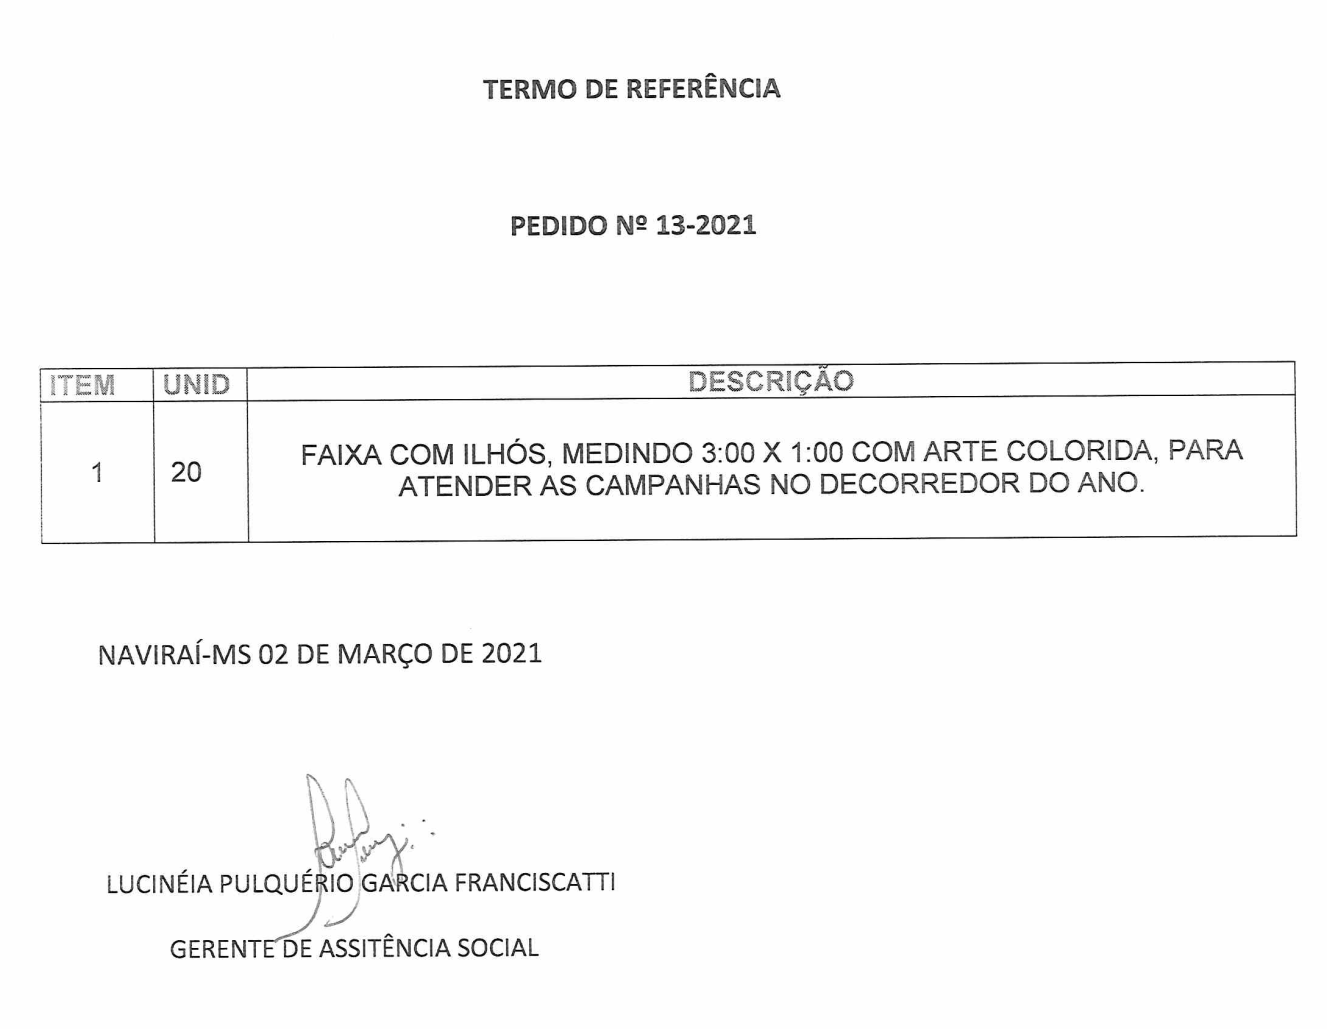 TERMO DE REFERÊNCIA
PEDIDO Nº 13-2021
ITEM UNID DESCRIÇÃO
1 20 FAIXA COM ILHÓS, MEDINDO 3:00 X 1:00 COM ARTE COLORIDA, PARA
ATENDER AS CAMPANHAS NO DECORREDOR DO ANO.
NAVIRAÍ-MS 02 DE MARÇO DE 2021
LUCINÉIA PULQUÉRIO GARCIA FRANCISCATTI
GERENTE DE ASSITÊNCIA SOCIAL